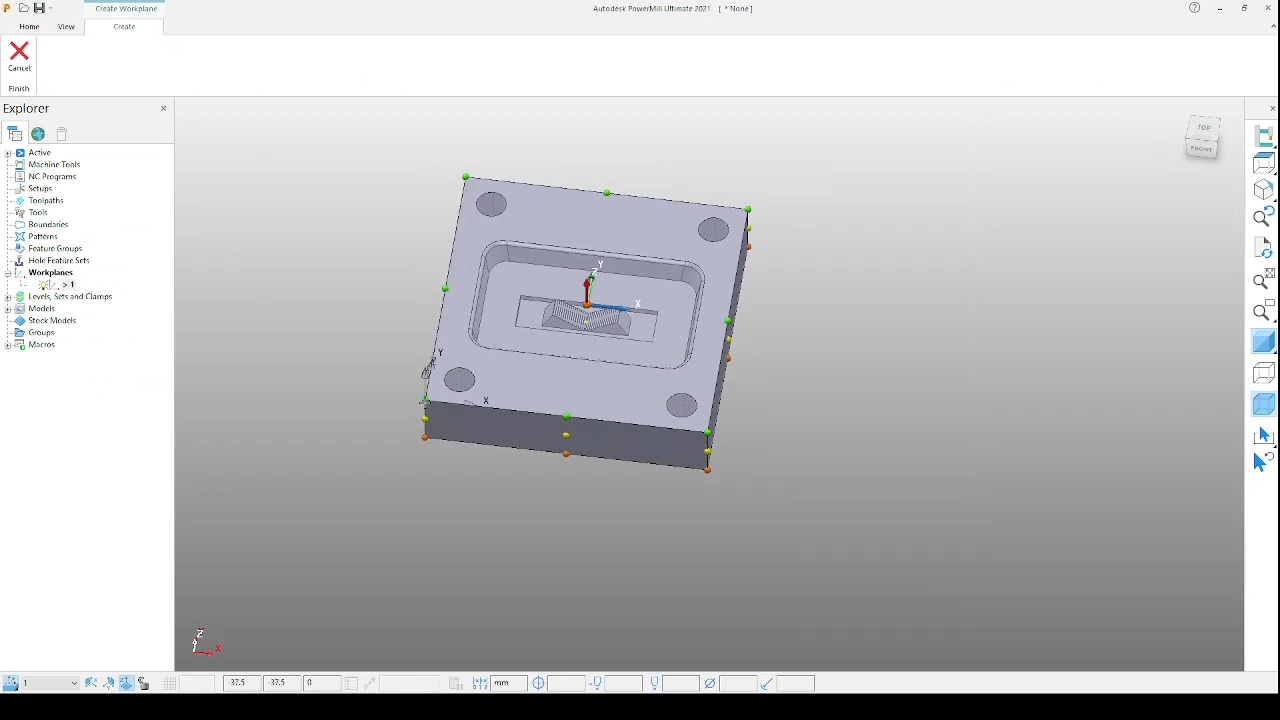 Create Workplane
Autodesk PowerMill Ultimate 2021 [ * None ]
Home View Create
Cancel
Finish
Explorer
Active
Machine Tools
NC Programs
Setups
Toolpaths
Tools
Boundaries
Patterns
Feature Groups
Hole Feature Sets
Workplanes
> 1
Levels, Sets and Clamps
Models
Stock Models
Groups
Macros
TOP
FRONT
Y
Z
X
Y
X
Z
X
1 -37.5 -37.5 0 mm